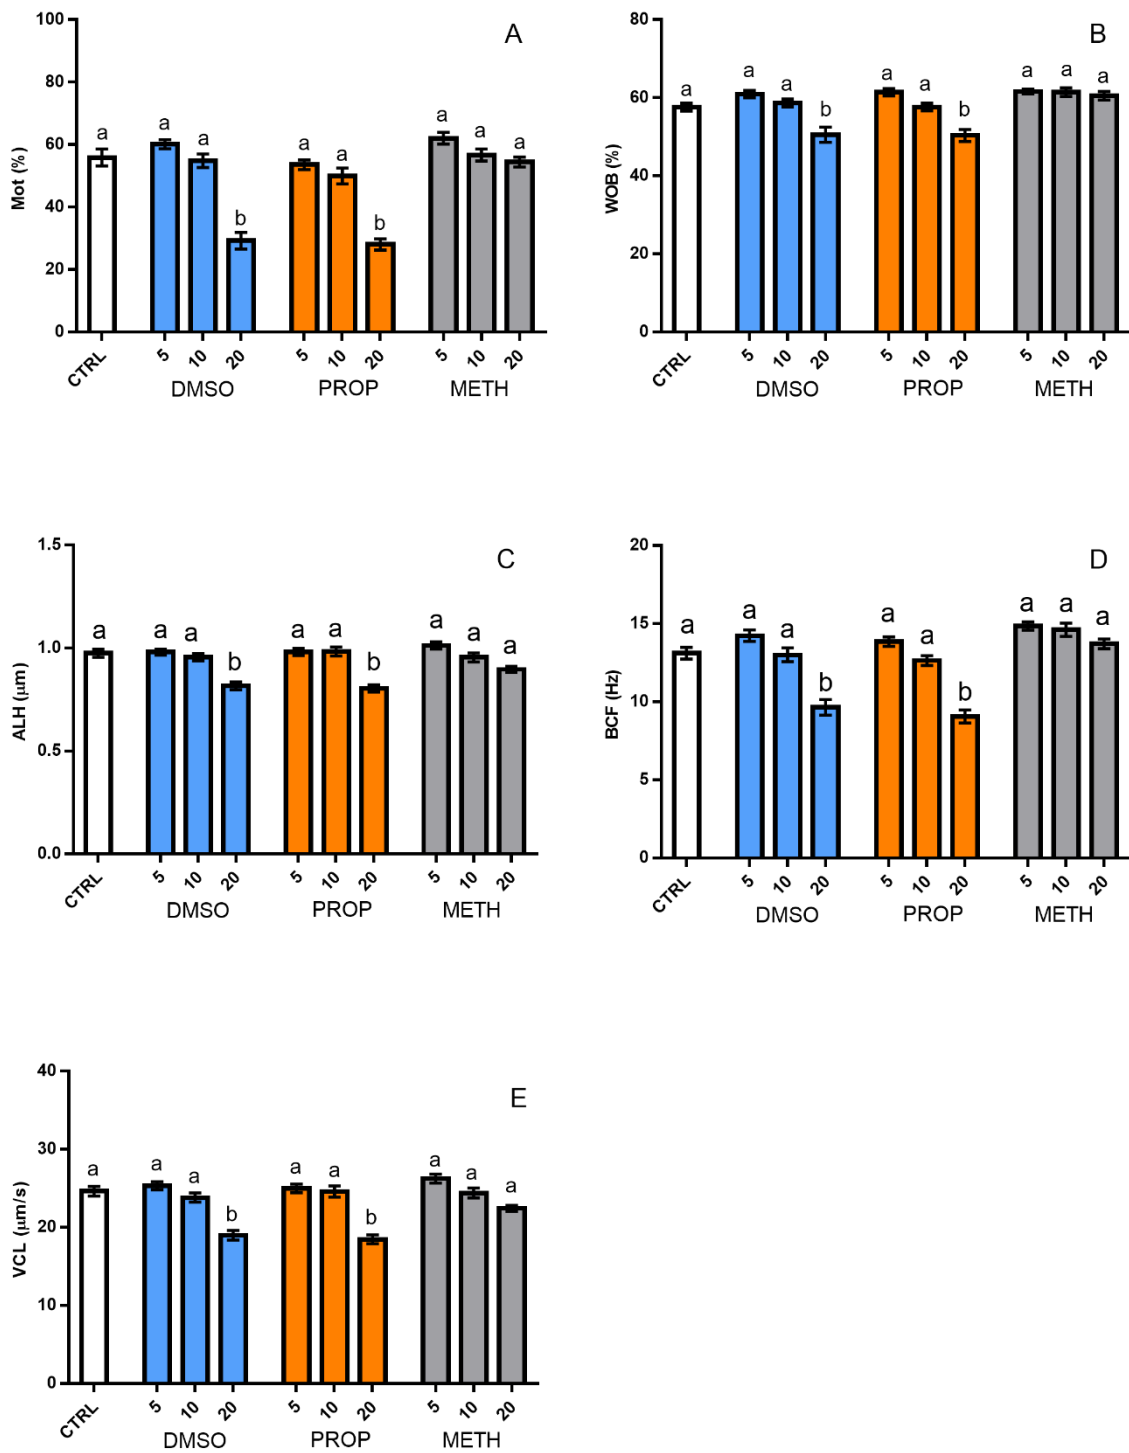 A
Mot (%)
100
80
60
40
20
0
a a a b a a b a a a
CTRL 5 10 20 5 10 20 5 10 20
DMSO PROP METH
B
WOB (%)
80
60
40
20
0
a a a b a a b a a a
CTRL 5 10 20 5 10 20 5 10 20
DMSO PROP METH
C
ALH (μm)
1.5
1.0
0.5
0.0
a a a b a a b a a a
CTRL 5 10 20 5 10 20 5 10 20
DMSO PROP METH
D
BCF (Hz)
20
15
10
5
0
a a a b a a b a a a
CTRL 5 10 20 5 10 20 5 10 20
DMSO PROP METH
E
VCL (μm/s)
40
30
20
10
0
a a a b a a b a a a
CTRL 5 10 20 5 10 20 5 10 20
DMSO PROP METH